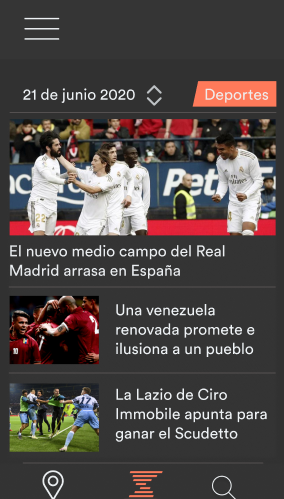 21 de junio 2020
Deportes
El nuevo medio campo del Real
Madrid arrasa en España
Una venezuela
renovada promete e
ilusiona a un pueblo
La Lazio de Ciro
Immobile apunta para
ganar el Scudetto